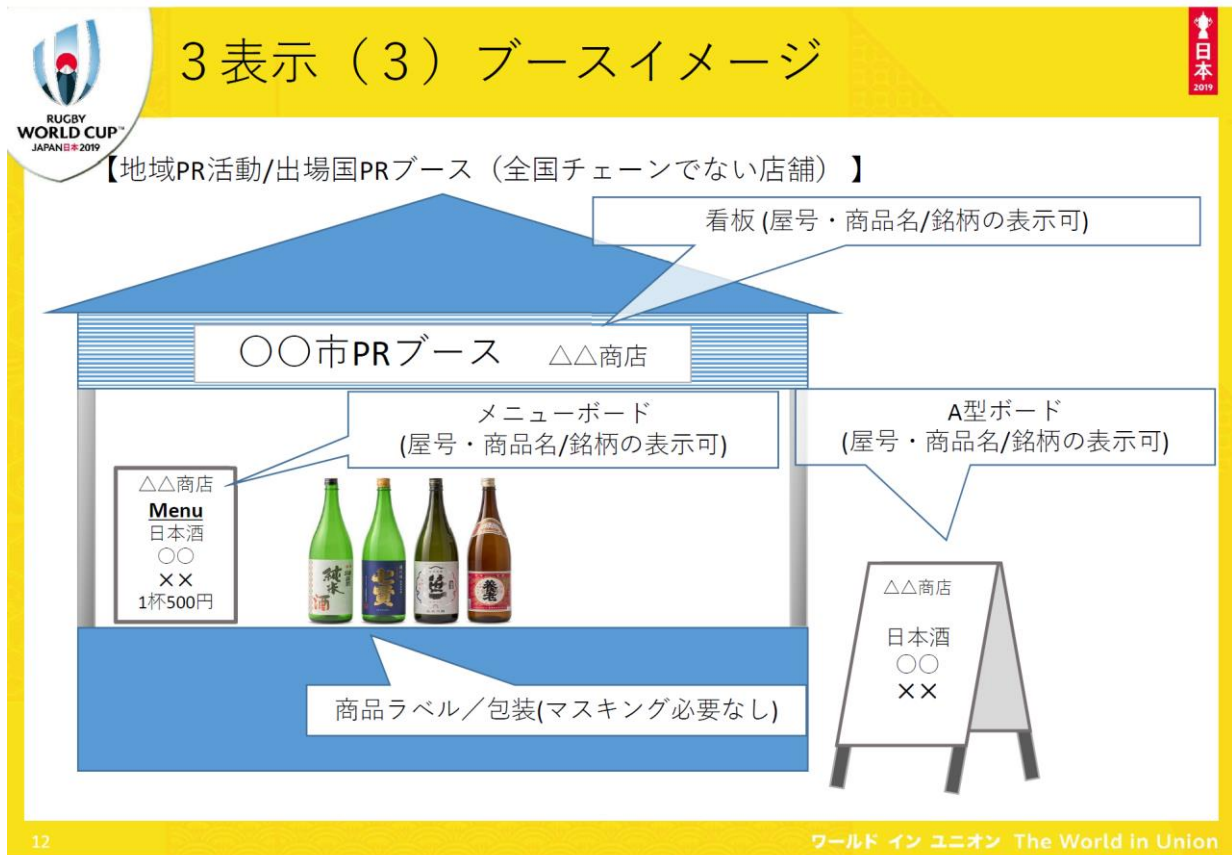 3表示（3）ブースイメージ
日本
2019
RUGBY
WORLD CUP™
JAPAN日本2019
【地域PR活動/出場国PRブース（全国チェーンでない店舗）】
看板 (屋号・商品名/銘柄の表示可)
〇〇市PRブース　△△商店
メニューボード
(屋号・商品名/銘柄の表示可)
A型ボード
(屋号・商品名/銘柄の表示可)
△△商店
Menu
日本酒
〇〇
××
1杯500円
純米
酒
△△商店
日本酒
〇〇
××
商品ラベル／包装(マスキング必要なし)
12
ワールド イン ユニオン The World in Union